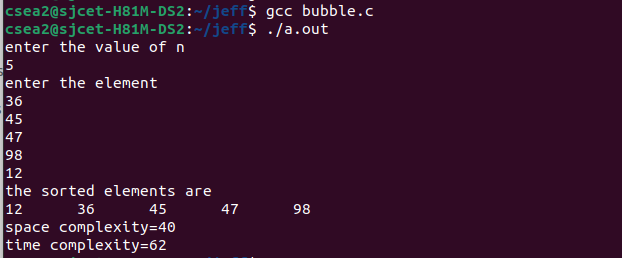 csea2@sjcet-H81M-DS2:~/jeff$ gcc bubble.c
csea2@sjcet-H81M-DS2:~/jeff$ ./a.out
enter the value of n
5
enter the element
36
45
47
98
12
the sorted elements are
12 36 45 47 98
space complexity=40
time complexity=62